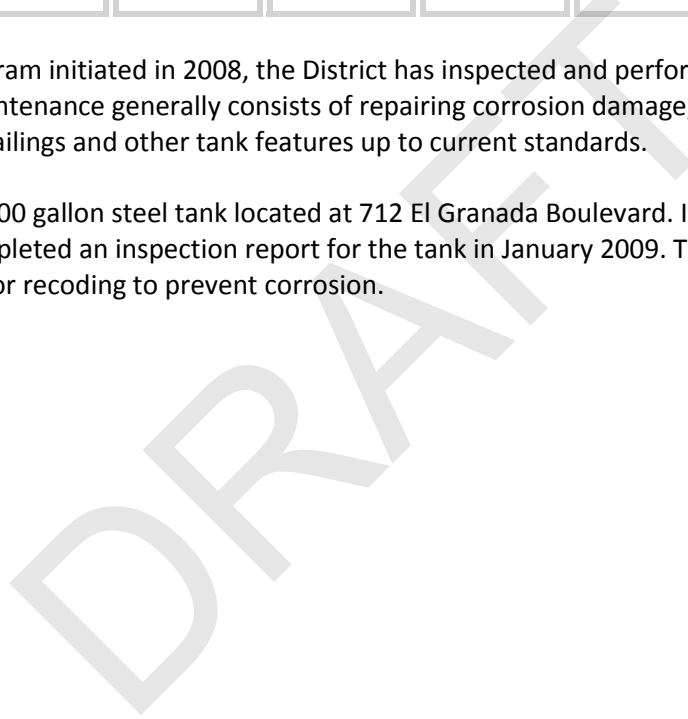 ram initiated in 2008, the District has inspected and perfor
ntenance generally consists of repairing corrosion damage,
ailings and other tank features up to current standards.
00 gallon steel tank located at 712 El Granada Boulevard. I
pleted an inspection report for the tank in January 2009. T
or recoding to prevent corrosion.
DRAFT